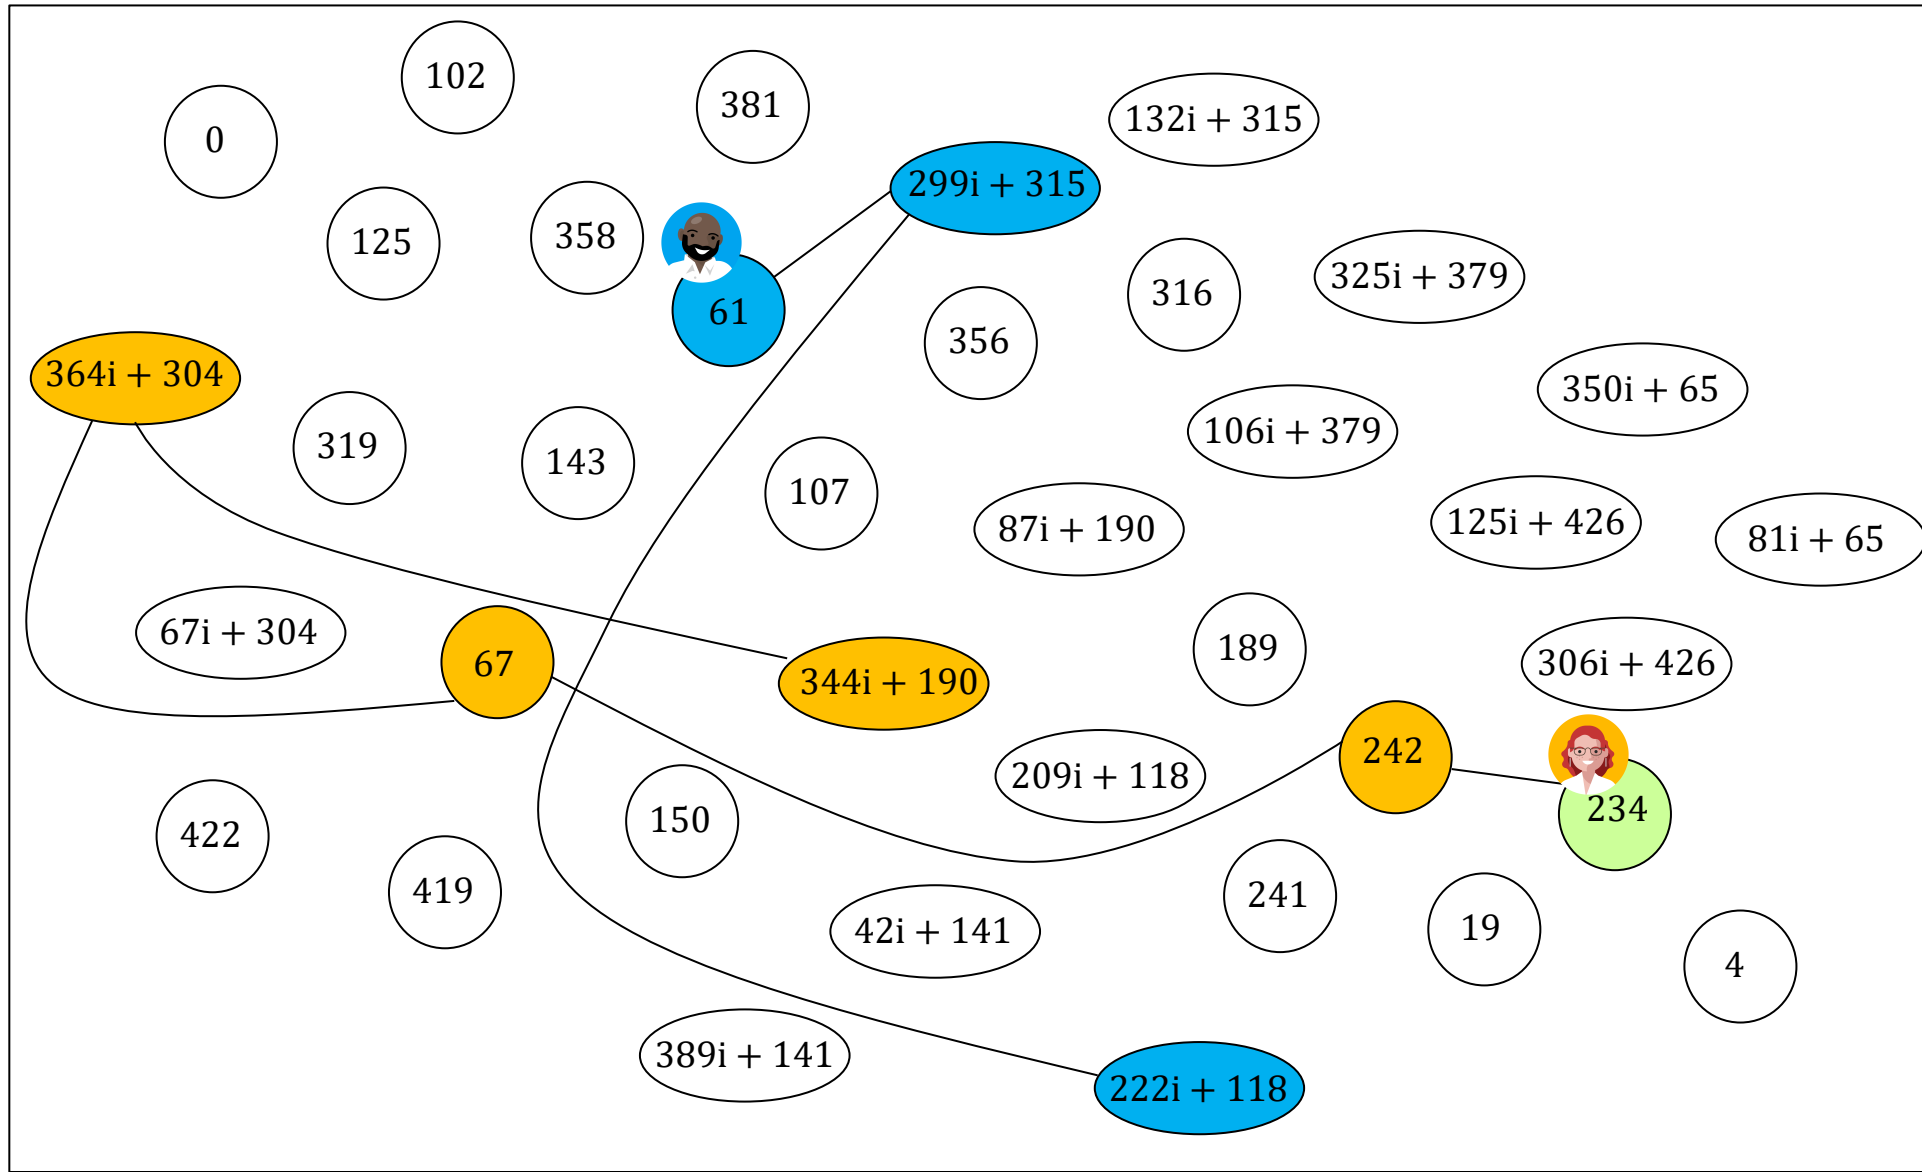 102
381
132i + 315
0
299i + 315
358
125
325i + 379
316
61
356
364i + 304
350i + 65
106i + 379
319
143
107
125i + 426
87i + 190
81i + 65
67i + 304
189
67
306i + 426
344i + 190
242
209i + 118
234
150
422
419
241
42i + 141
19
4
389i + 141
222i + 118